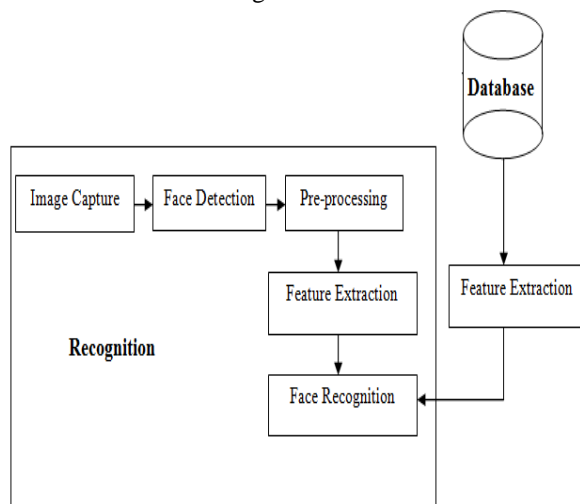 Database
Image Capture
Face Detection
Pre-processing
Feature Extraction
Feature Extraction
Recognition
Face Recognition